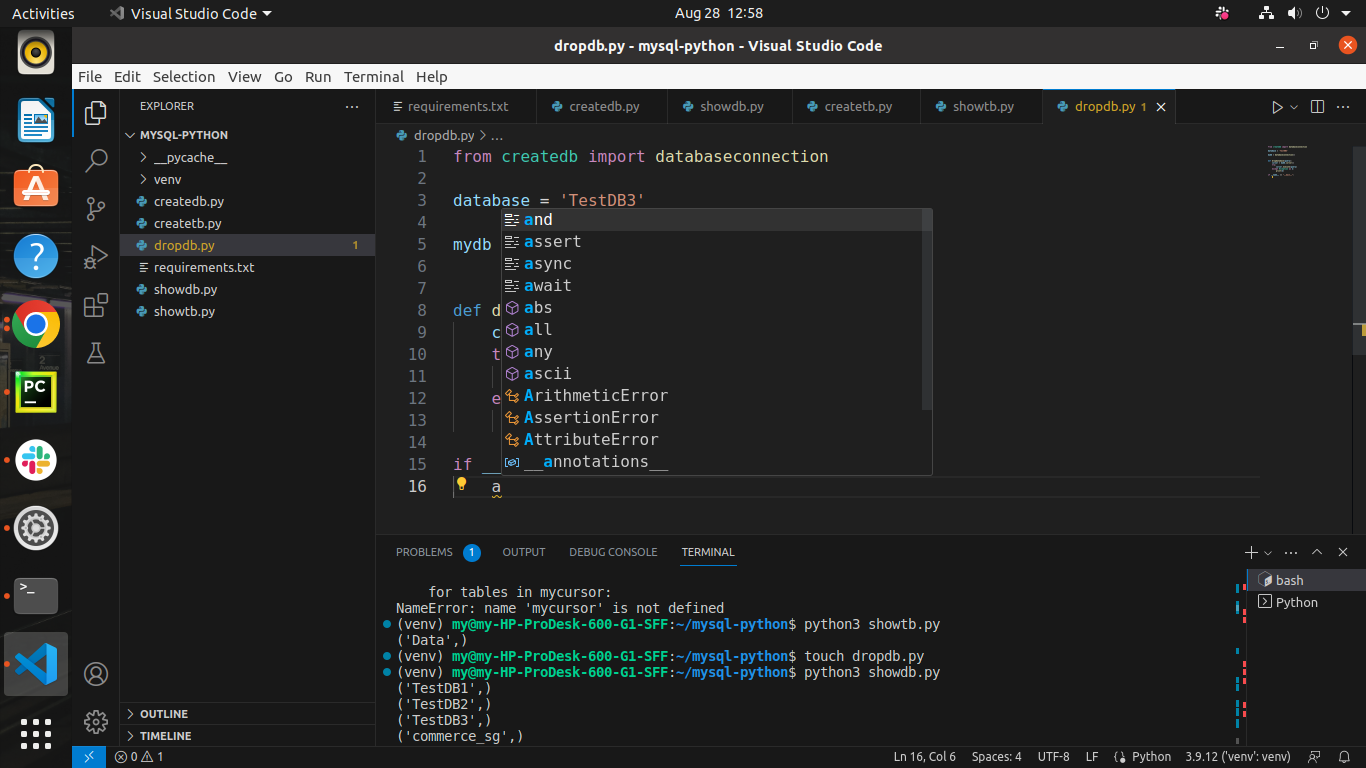 Activities
Visual Studio Code
Aug 28 12:58
dropdb.py - mysql-python - Visual Studio Code
File Edit Selection View Go Run Terminal Help
EXPLORER
MYSQL-PYTHON
__pycache__
venv
createdb.py
createtb.py
dropdb.py 1
requirements.txt
showdb.py
showtb.py
OUTLINE
TIMELINE
requirements.txt createdb.py showdb.py createtb.py showtb.py dropdb.py 1
dropdb.py > ...
1 from createdb import databaseconnection
2
3 database = 'TestDB3'
4
5 mydb
6
7
8 def d
9 c
10 t
11
12 e
13
14
15 if __
16 a
and
assert
async
await
abs
all
any
ascii
ArithmeticError
AssertionError
AttributeError
__annotations__
PROBLEMS 1 OUTPUT DEBUG CONSOLE TERMINAL
for tables in mycursor:
NameError: name 'mycursor' is not defined
(venv) my@my-HP-ProDesk-600-G1-SFF:~/mysql-python$ python3 showtb.py
('Data',)
(venv) my@my-HP-ProDesk-600-G1-SFF:~/mysql-python$ touch dropdb.py
(venv) my@my-HP-ProDesk-600-G1-SFF:~/mysql-python$ python3 showdb.py
('TestDB1',)
('TestDB2',)
('TestDB3',)
('commerce_sg',)
bash
Python
0 1
Ln 16, Col 6 Spaces: 4 UTF-8 LF Python 3.9.12 ('venv': venv)
PC